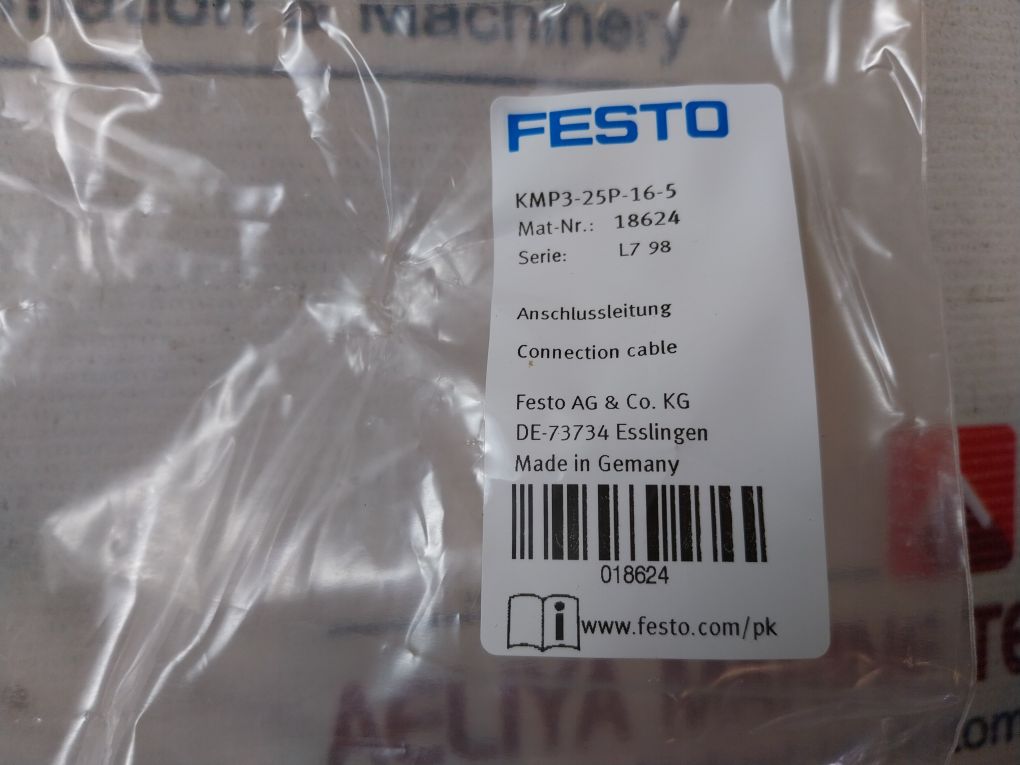 & Machinery
FESTO
KMP3-25P-16-5
Mat-Nr.: 18624
Serie: L7 98
Anschlussleitung
Connection cable
Festo AG & Co. KG
DE-73734 Esslingen
Made in Gemany
018624
i www.festo.com/pk
AELIYA